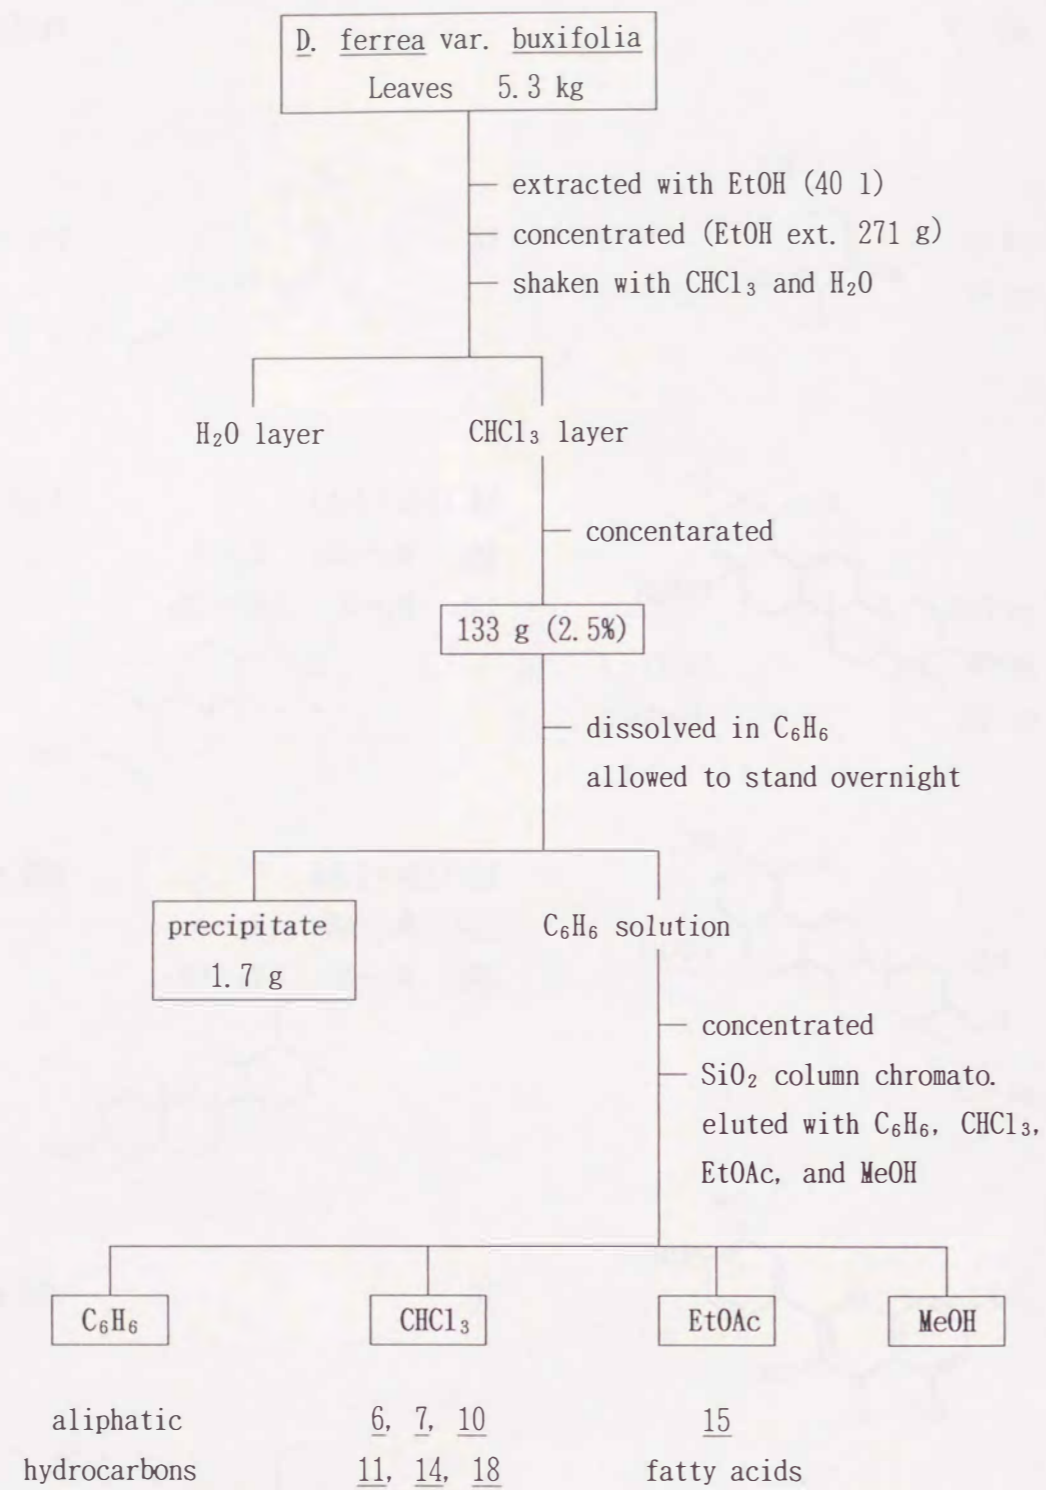 D. ferrea var. buxifolia
Leaves 5.3 kg
extracted with EtOH (40 l)
concentrated (EtOH ext. 271 g)
shaken with CHCl₃ and H₂O
H₂O layer
CHCl₃ layer
concentarated
133 g (2.5%)
dissolved in C₆H₆
allowed to stand overnight
precipitate
1.7 g
C₆H₆ solution
concentrated
SiO₂ column chromato.
eluted with C₆H₆, CHCl₃,
EtOAc, and MeOH
C₆H₆
CHCl₃
EtOAc
MeOH
aliphatic
hydrocarbons
6, 7, 10
11, 14, 18
15
fatty acids